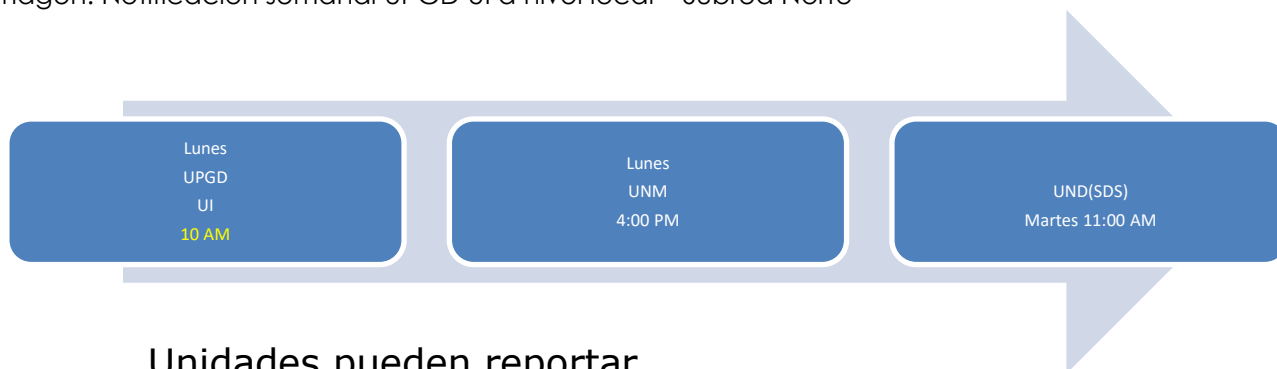 Lunes
UPGD
UI
10 AM
Lunes
UNM
4:00 PM
UND(SDS)
Martes 11:00 AM
Unidades pueden reportar